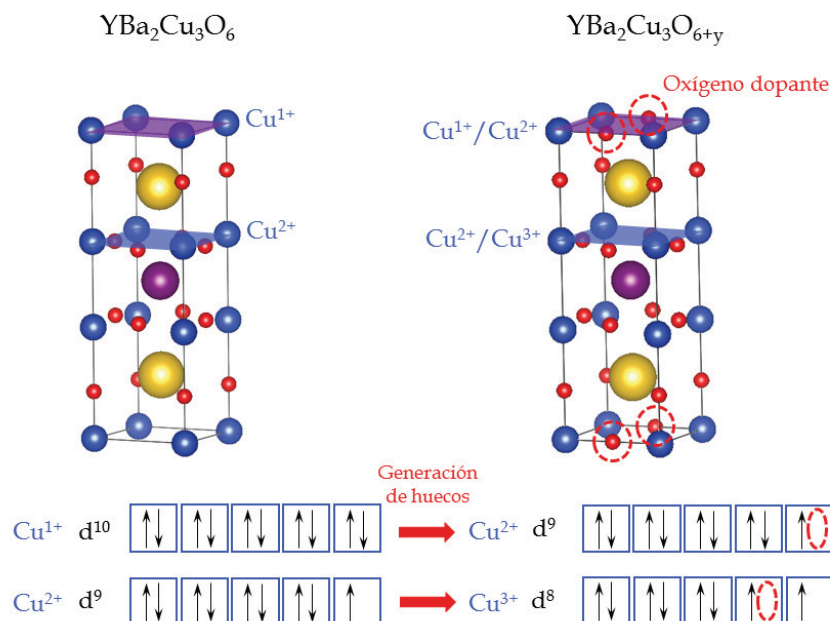 YBa₂Cu₃O₆
YBa₂Cu₃O₆₊y
Oxígeno dopante
Cu¹⁺
Cu¹⁺/Cu²⁺
Cu²⁺
Cu²⁺/Cu³⁺
Generación
de huecos
Cu¹⁺ d¹⁰
Cu²⁺ d⁹
Cu²⁺ d⁹
Cu³⁺ d⁸